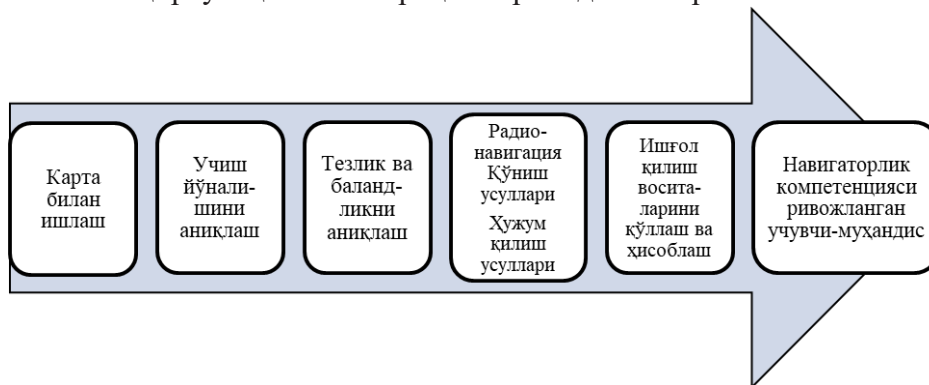 Карта
билан
ишлаш
Учиш
йўнали-
шини
аниқлаш
Тезлик ва
баланд-
ликни
аниқлаш
Радио-
навигация
Қўниш
усуллари
Ҳужум
қилиш
усуллари
Ишғол
қилиш
восита-
ларини
қўллаш ва
ҳисоблаш
Навигаторлик
компетенцияси
ривожланган
учувчи-муҳандис